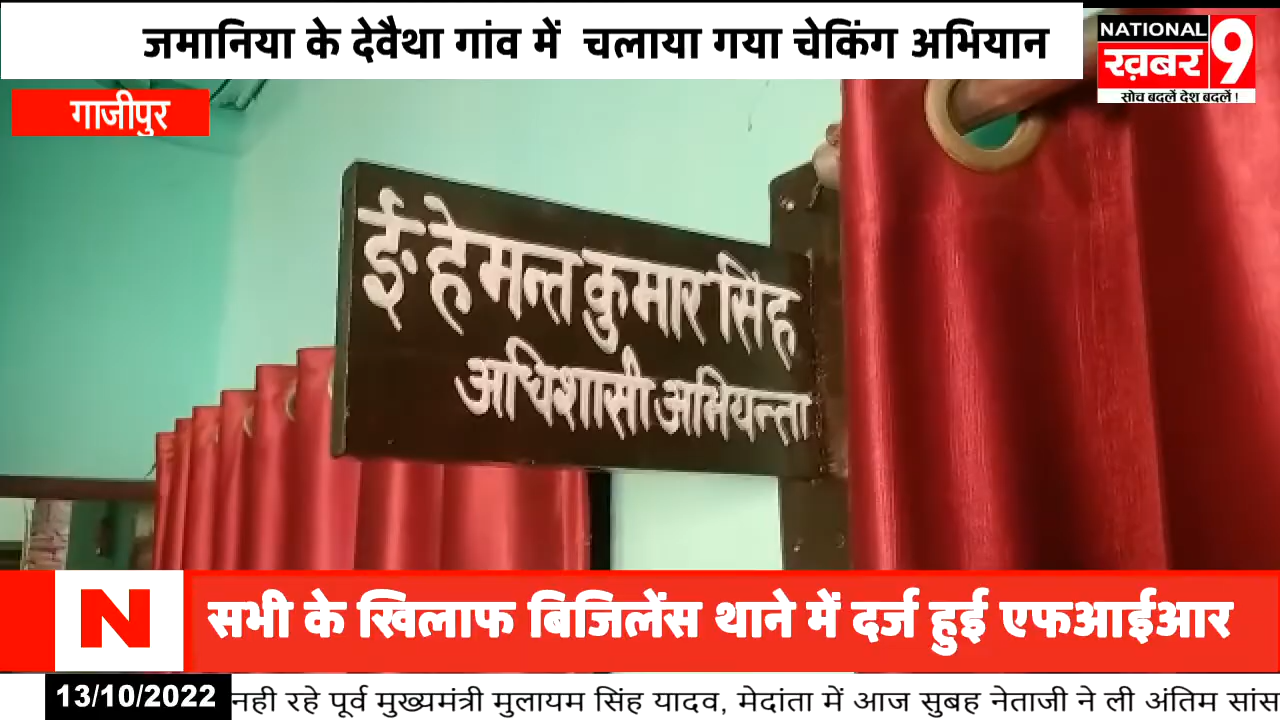 जमानिया के देवैथा गांव में चलाया गया चेकिंग अभियान
NATIONAL
ख़बर 9
सोच बदलें देश बदलें !
गाजीपुर
ई. हेमन्त कुमार सिंह
अधिशासी अभियन्ता
N सभी के खिलाफ बिजिलेंस थाने में दर्ज हुई एफआईआर
13/10/2022 नही रहे पूर्व मुख्यमंत्री मुलायम सिंह यादव, मेदांता में आज सुबह नेताजी ने ली अंतिम सांस